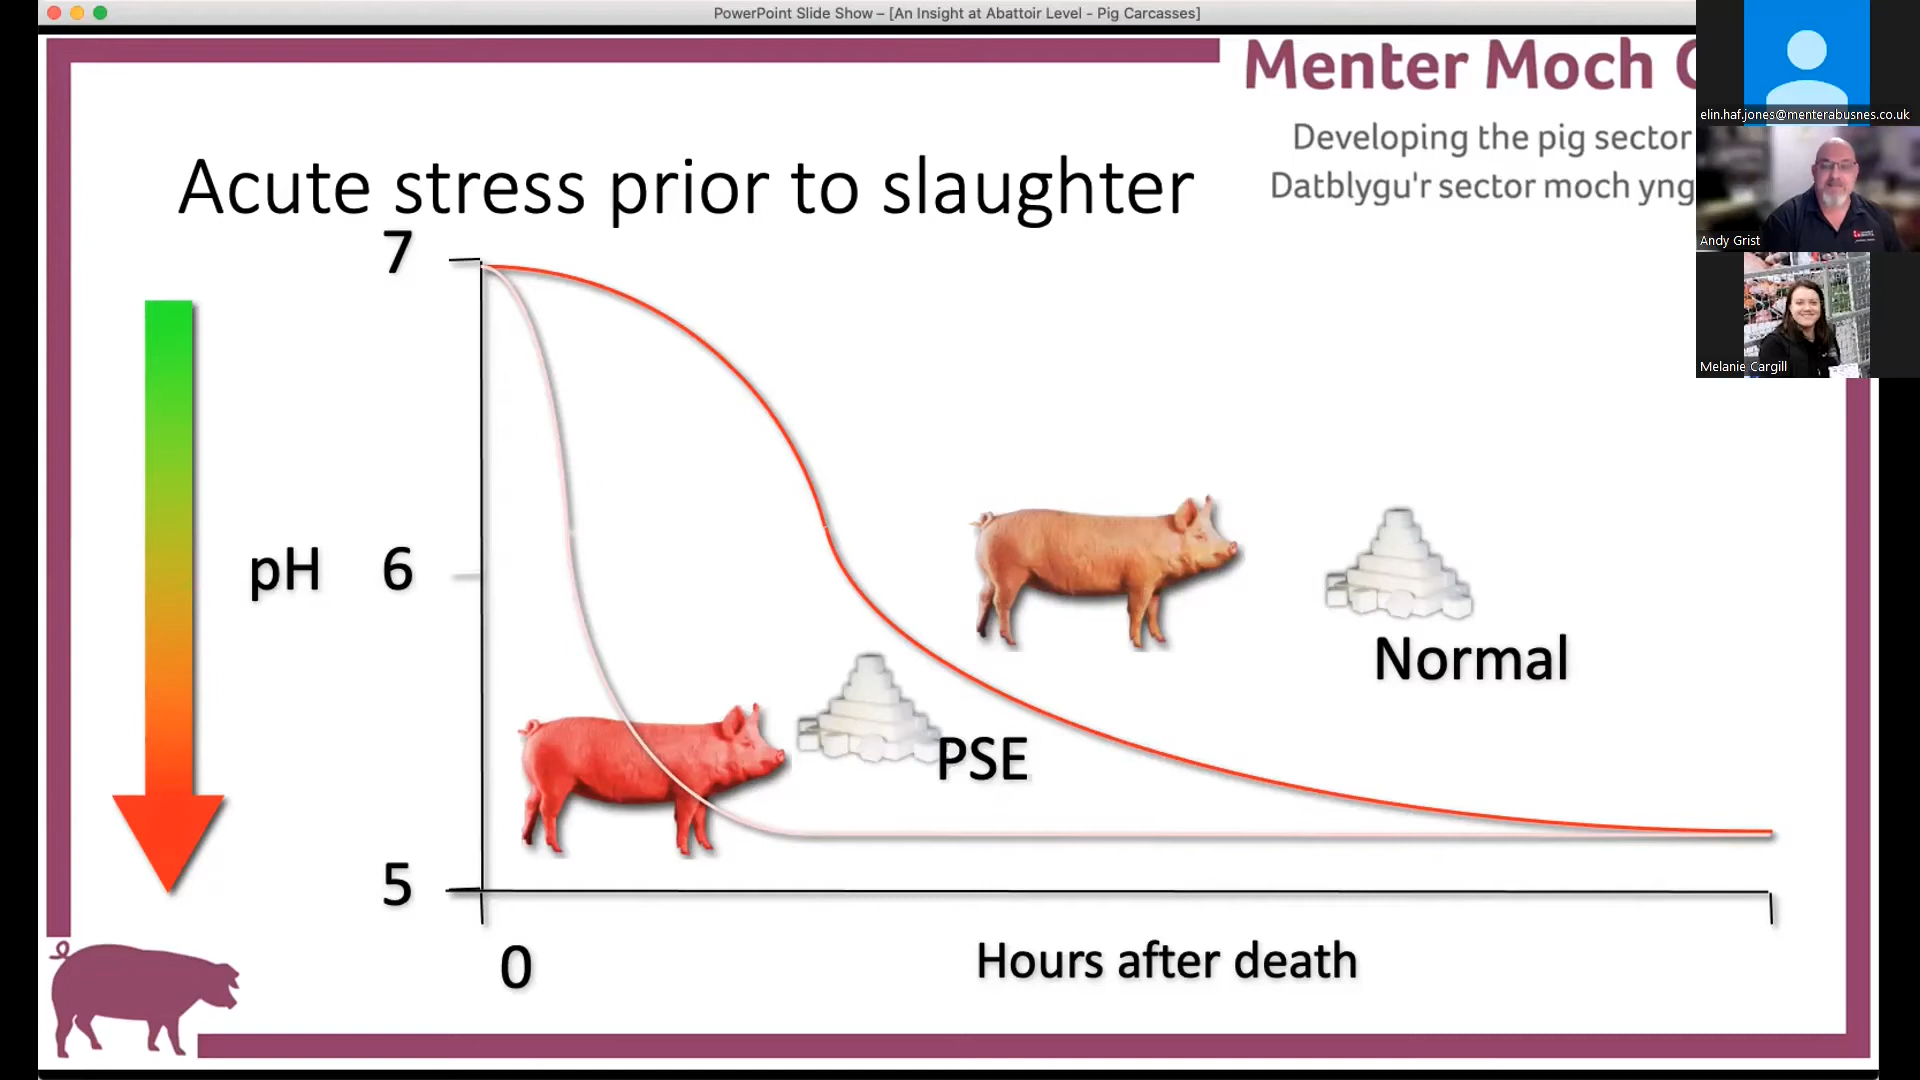 PowerPoint Slide Show – [An Insight at Abattoir Level - Pig Carcasses]
Menter Moch
Developing the pig sector
Datblygu'r sector moch yng
elin.haf.jones@menterabusnes.co.uk
Andy Grist
Melanie Cargill
Acute stress prior to slaughter
7
pH
6
Normal
PSE
5
0
Hours after death